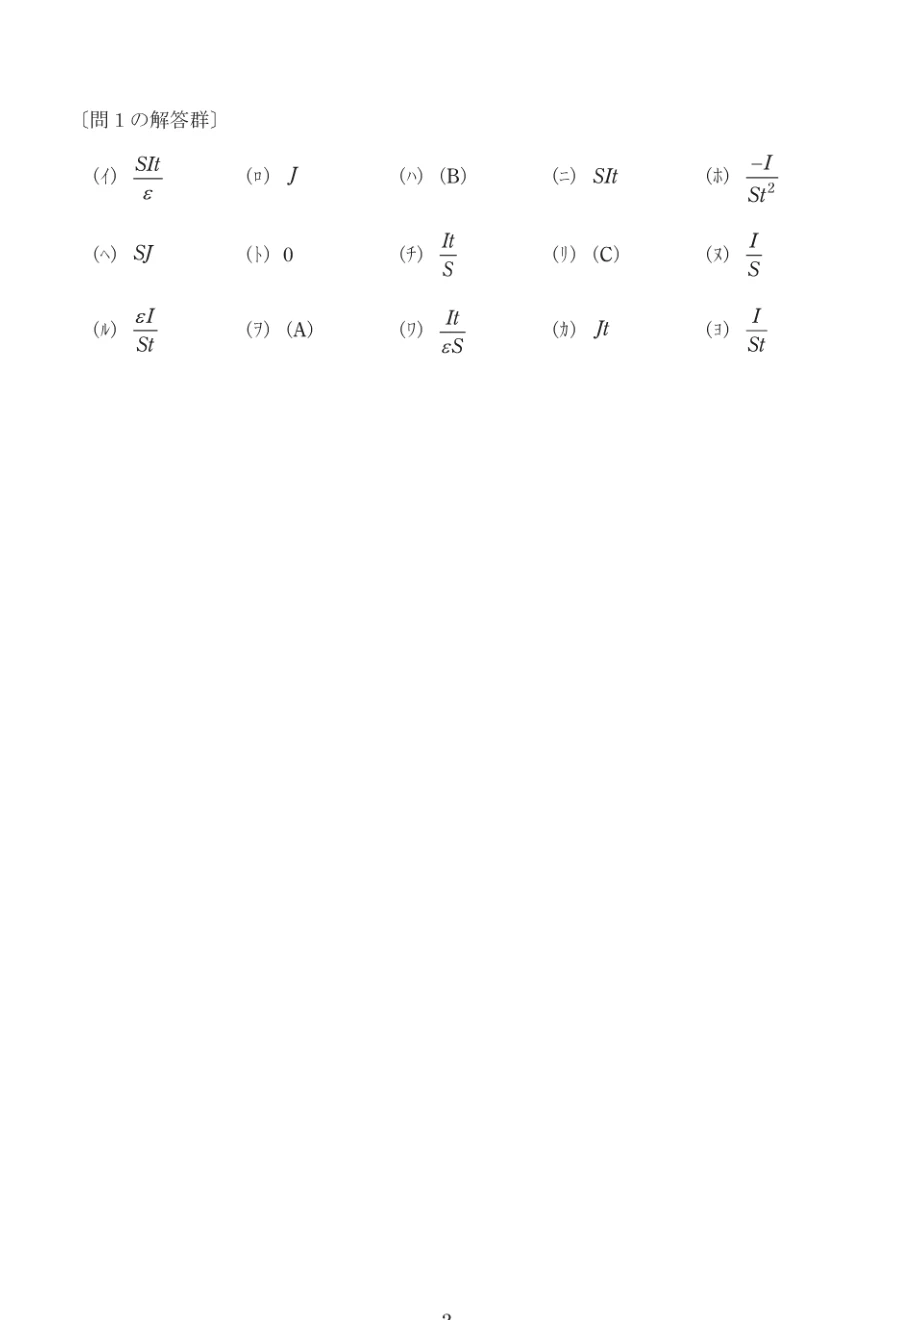 〔問１の解答群〕
(ｲ) SIt/ε (ﾛ) J (ﾊ) (B) (ﾆ) SIt (ﾎ) −I/St²
(ﾍ) SJ (ﾄ) 0 (ﾁ) It/S (ﾘ) (C) (ﾇ) I/S
(ﾙ) εI/St (ｦ) (A) (ﾜ) It/εS (ｶ) Jt (ﾖ) I/St